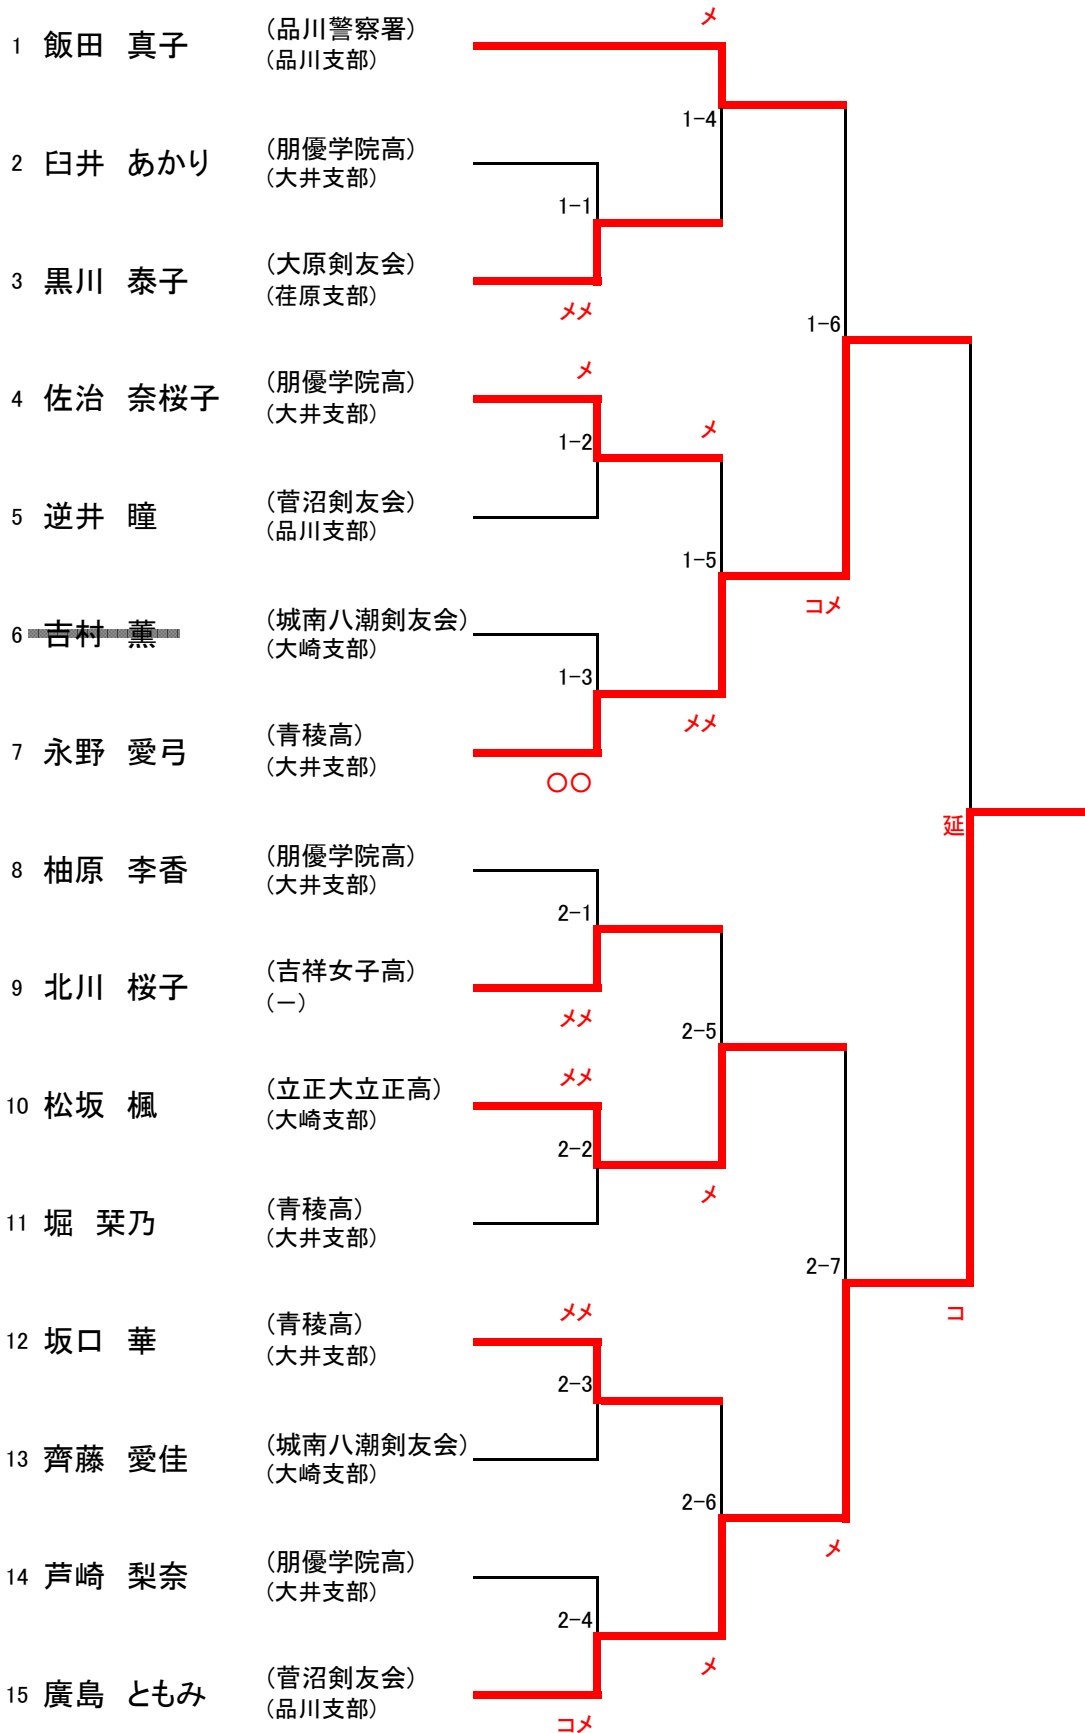 メ
1 飯田 真子 (品川警察署)
(品川支部)
1-4
2 臼井 あかり (朋優学院高)
(大井支部)
1-1
3 黒川 泰子 (大原剣友会)
(荏原支部)
メメ
1-6
メ
4 佐治 奈桜子 (朋優学院高)
(大井支部)
メ
1-2
5 逆井 瞳 (菅沼剣友会)
(品川支部)
1-5
コメ
6 吉村 薫 (城南八潮剣友会)
(大崎支部)
1-3
メメ
7 永野 愛弓 (青稜高)
(大井支部)
〇〇
延
8 柚原 李香 (朋優学院高)
(大井支部)
2-1
9 北川 桜子 (吉祥女子高)
(ー)
メメ
2-5
メメ
10 松坂 楓 (立正大立正高)
(大崎支部)
2-2
メ
11 堀 栞乃 (青稜高)
(大井支部)
2-7
メメ
コ
12 坂口 華 (青稜高)
(大井支部)
2-3
13 齊藤 愛佳 (城南八潮剣友会)
(大崎支部)
2-6
メ
14 芦崎 梨奈 (朋優学院高)
(大井支部)
2-4
メ
15 廣島 ともみ (菅沼剣友会)
(品川支部)
コメ